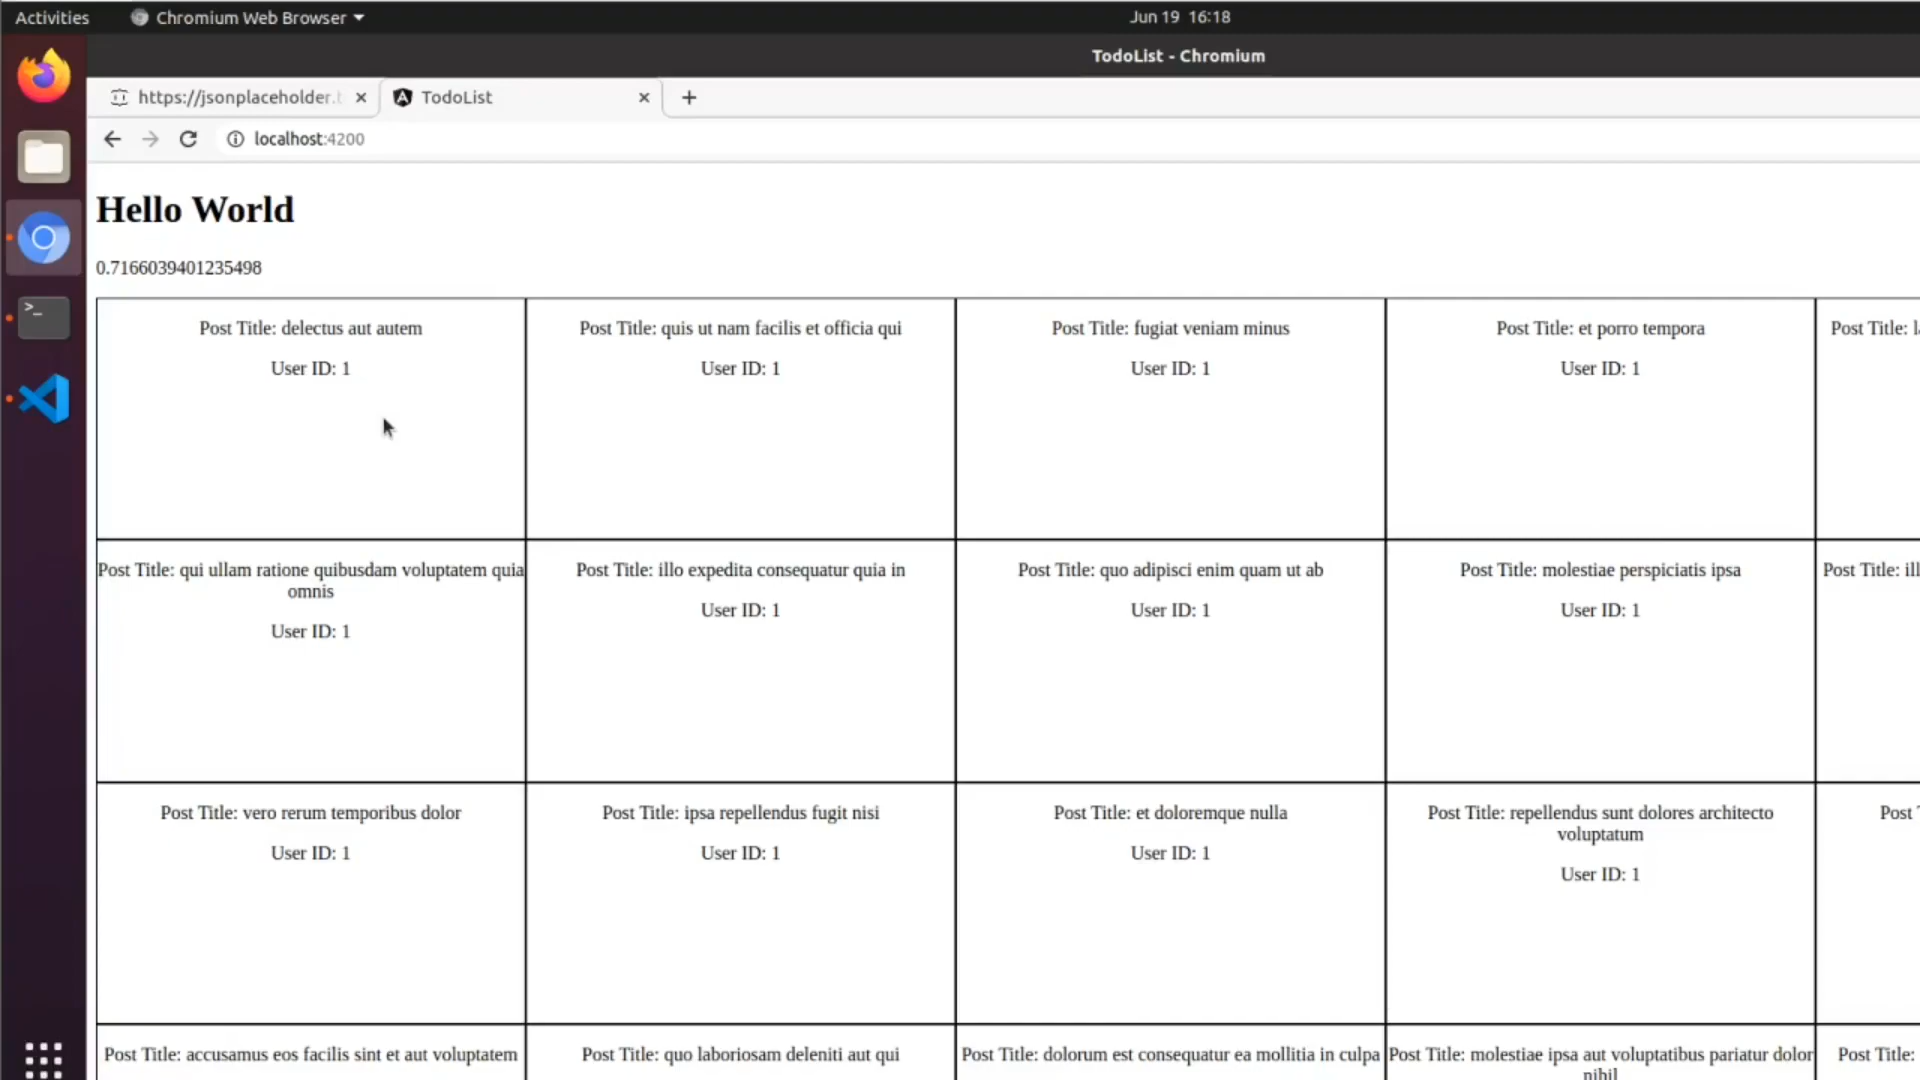 Activities
Chromium Web Browser
Jun 19 16:18
TodoList - Chromium
https://jsonplaceholder.t
TodoList
localhost:4200
Hello World
0.7166039401235498
Post Title: delectus aut autem
User ID: 1
Post Title: quis ut nam facilis et officia qui
User ID: 1
Post Title: fugiat veniam minus
User ID: 1
Post Title: et porro tempora
User ID: 1
Post Title: l
Post Title: qui ullam ratione quibusdam voluptatem quia
omnis
User ID: 1
Post Title: illo expedita consequatur quia in
User ID: 1
Post Title: quo adipisci enim quam ut ab
User ID: 1
Post Title: molestiae perspiciatis ipsa
User ID: 1
Post Title: ill
Post Title: vero rerum temporibus dolor
User ID: 1
Post Title: ipsa repellendus fugit nisi
User ID: 1
Post Title: et doloremque nulla
User ID: 1
Post Title: repellendus sunt dolores architecto
voluptatum
User ID: 1
Post
Post Title: accusamus eos facilis sint et aut voluptatem
Post Title: quo laboriosam deleniti aut qui
Post Title: dolorum est consequatur ea mollitia in culpa
Post Title: molestiae ipsa aut voluptatibus pariatur dolor
nihil
Post Title: